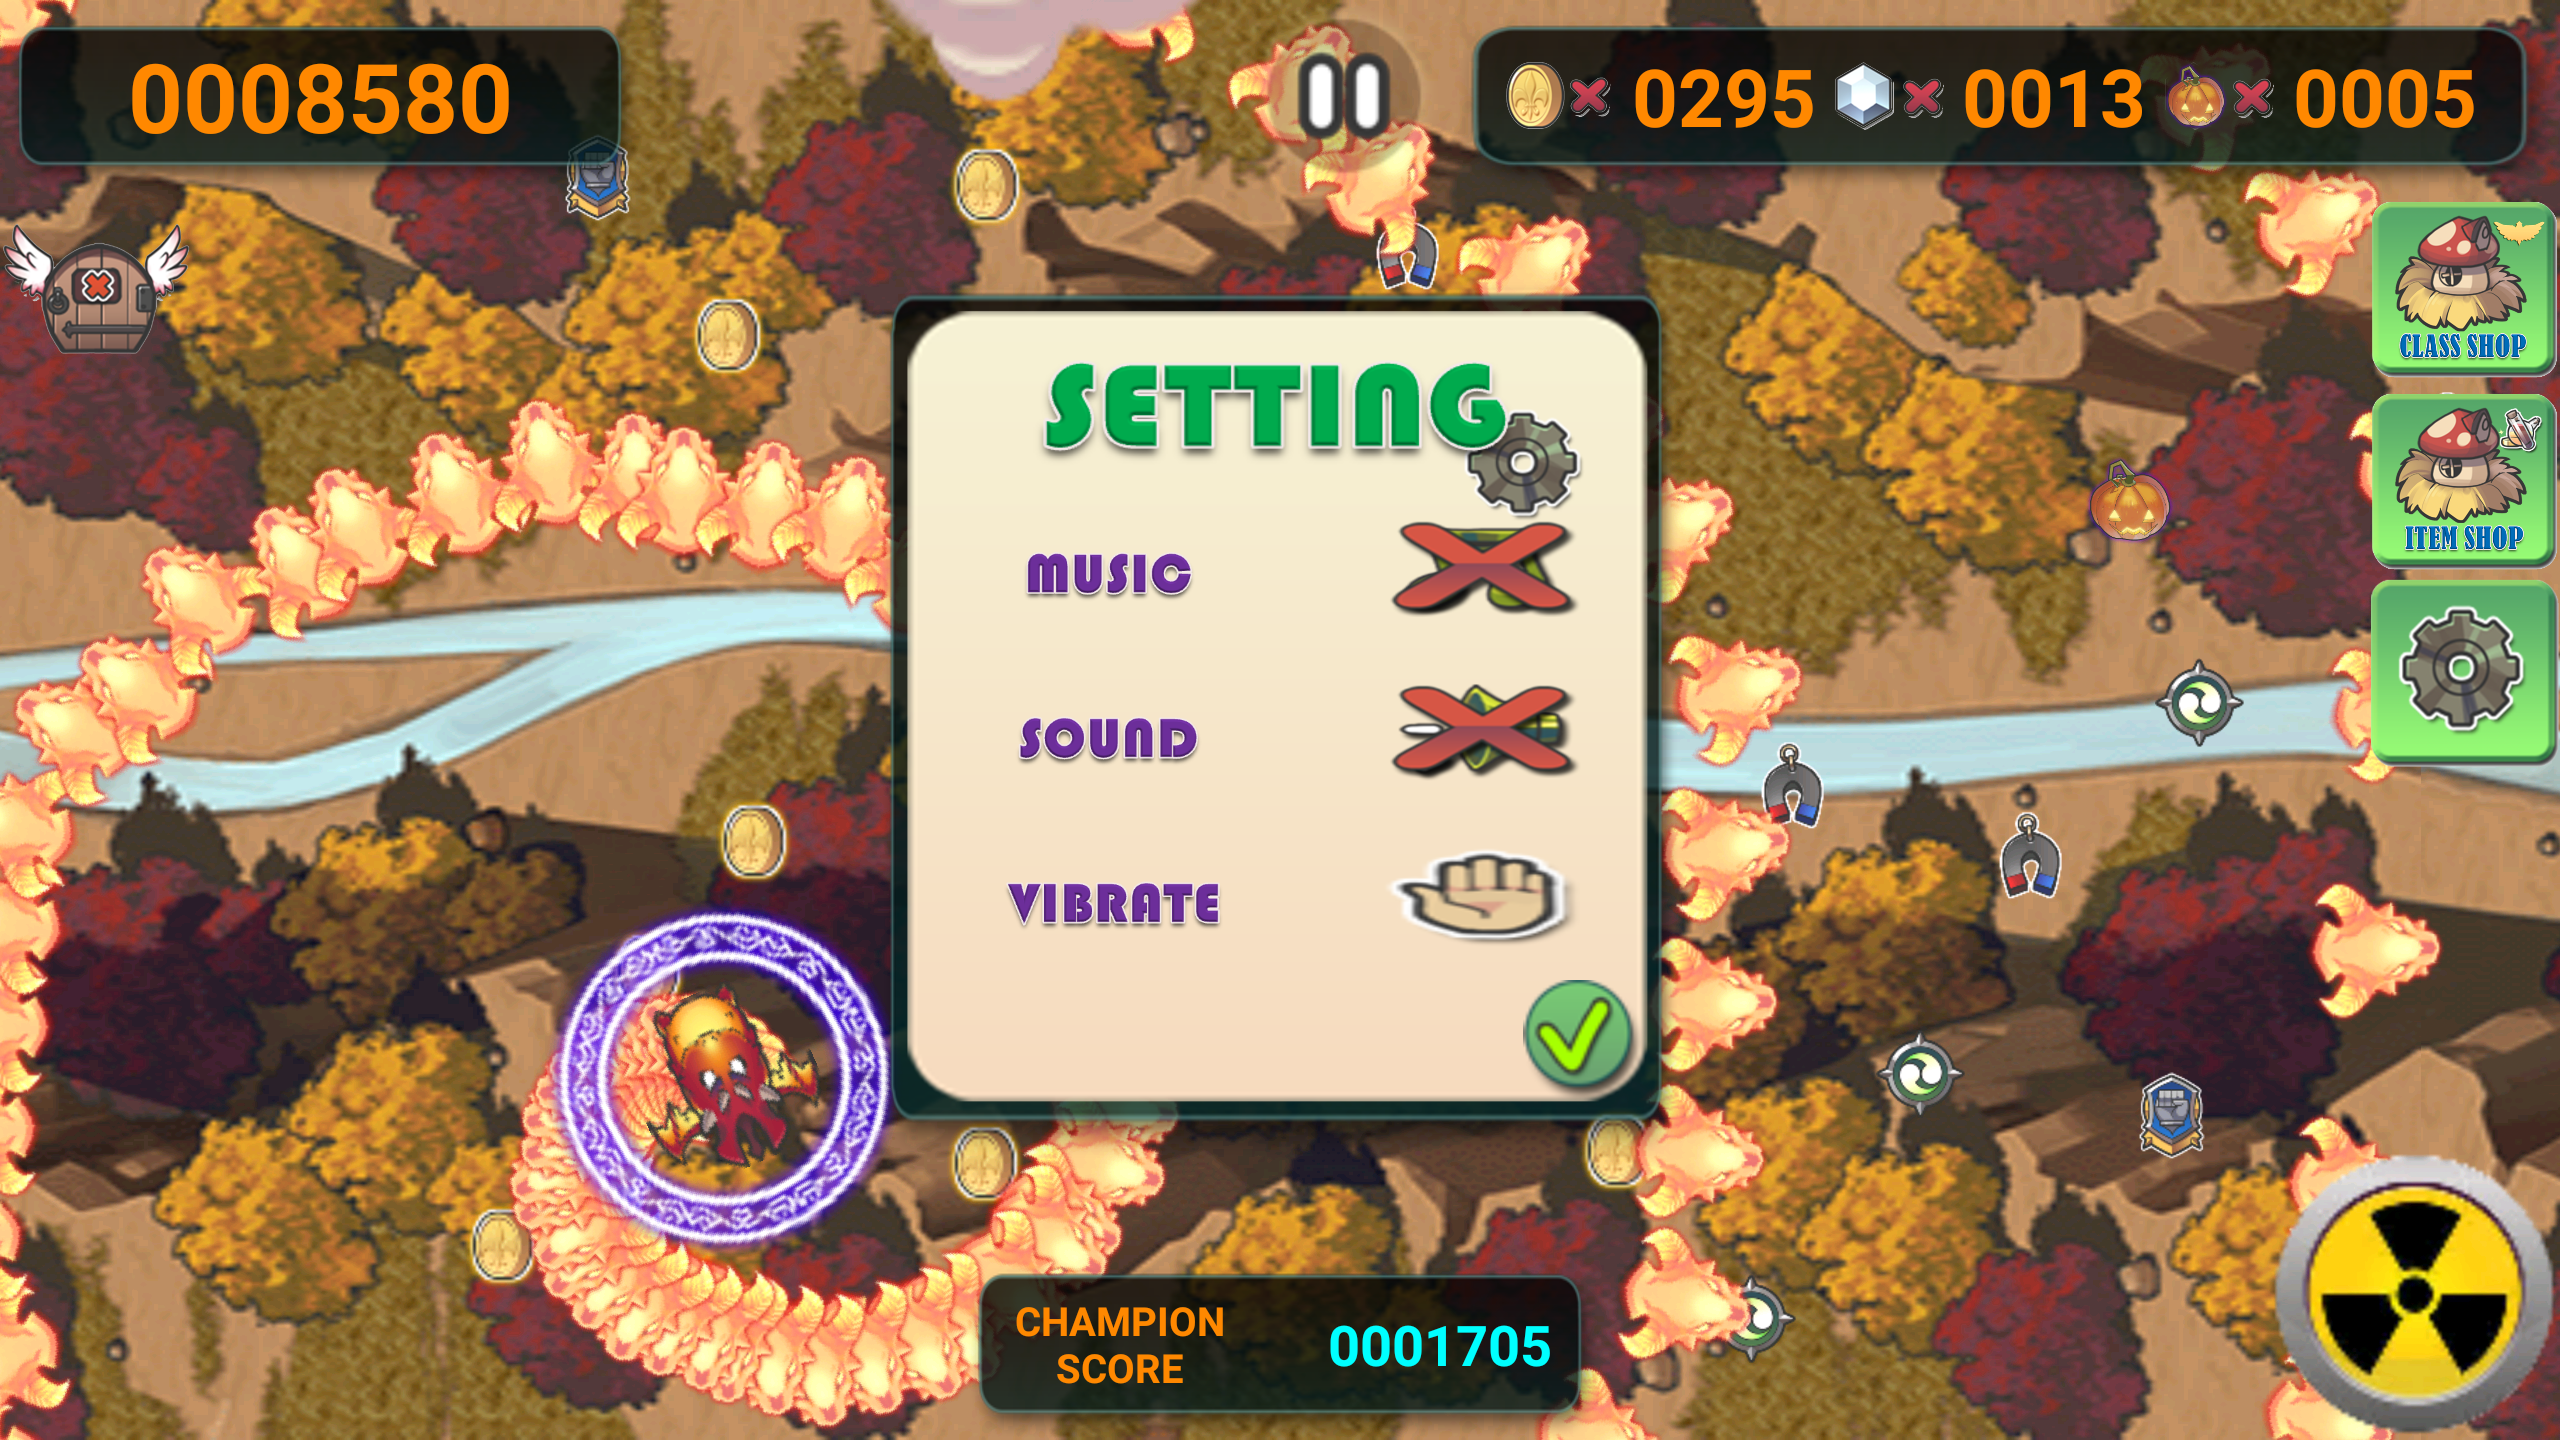 0008580
0295 0013 0005
CLASS SHOP
ITEM SHOP
SETTING
MUSIC
SOUND
VIBRATE
CHAMPION
SCORE
0001705